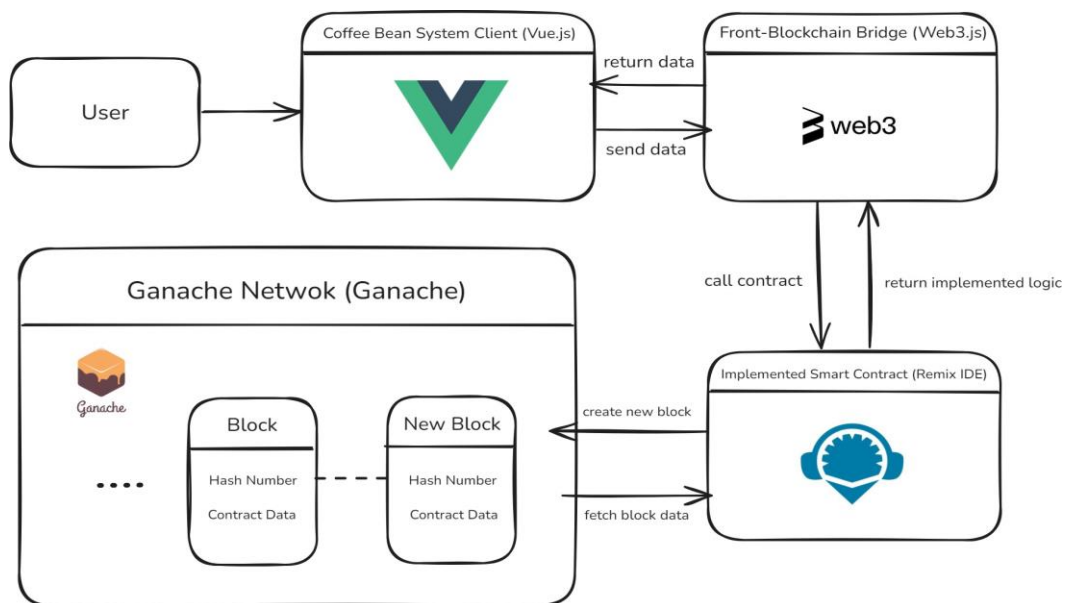 Coffee Bean System Client (Vue.js)
Front-Blockchain Bridge (Web3.js)
User
return data
send data
web3
call contract
return implemented logic
Ganache Netwok (Ganache)
Ganache
Block
Hash Number
Contract Data
New Block
Hash Number
Contract Data
create new block
fetch block data
Implemented Smart Contract (Remix IDE)